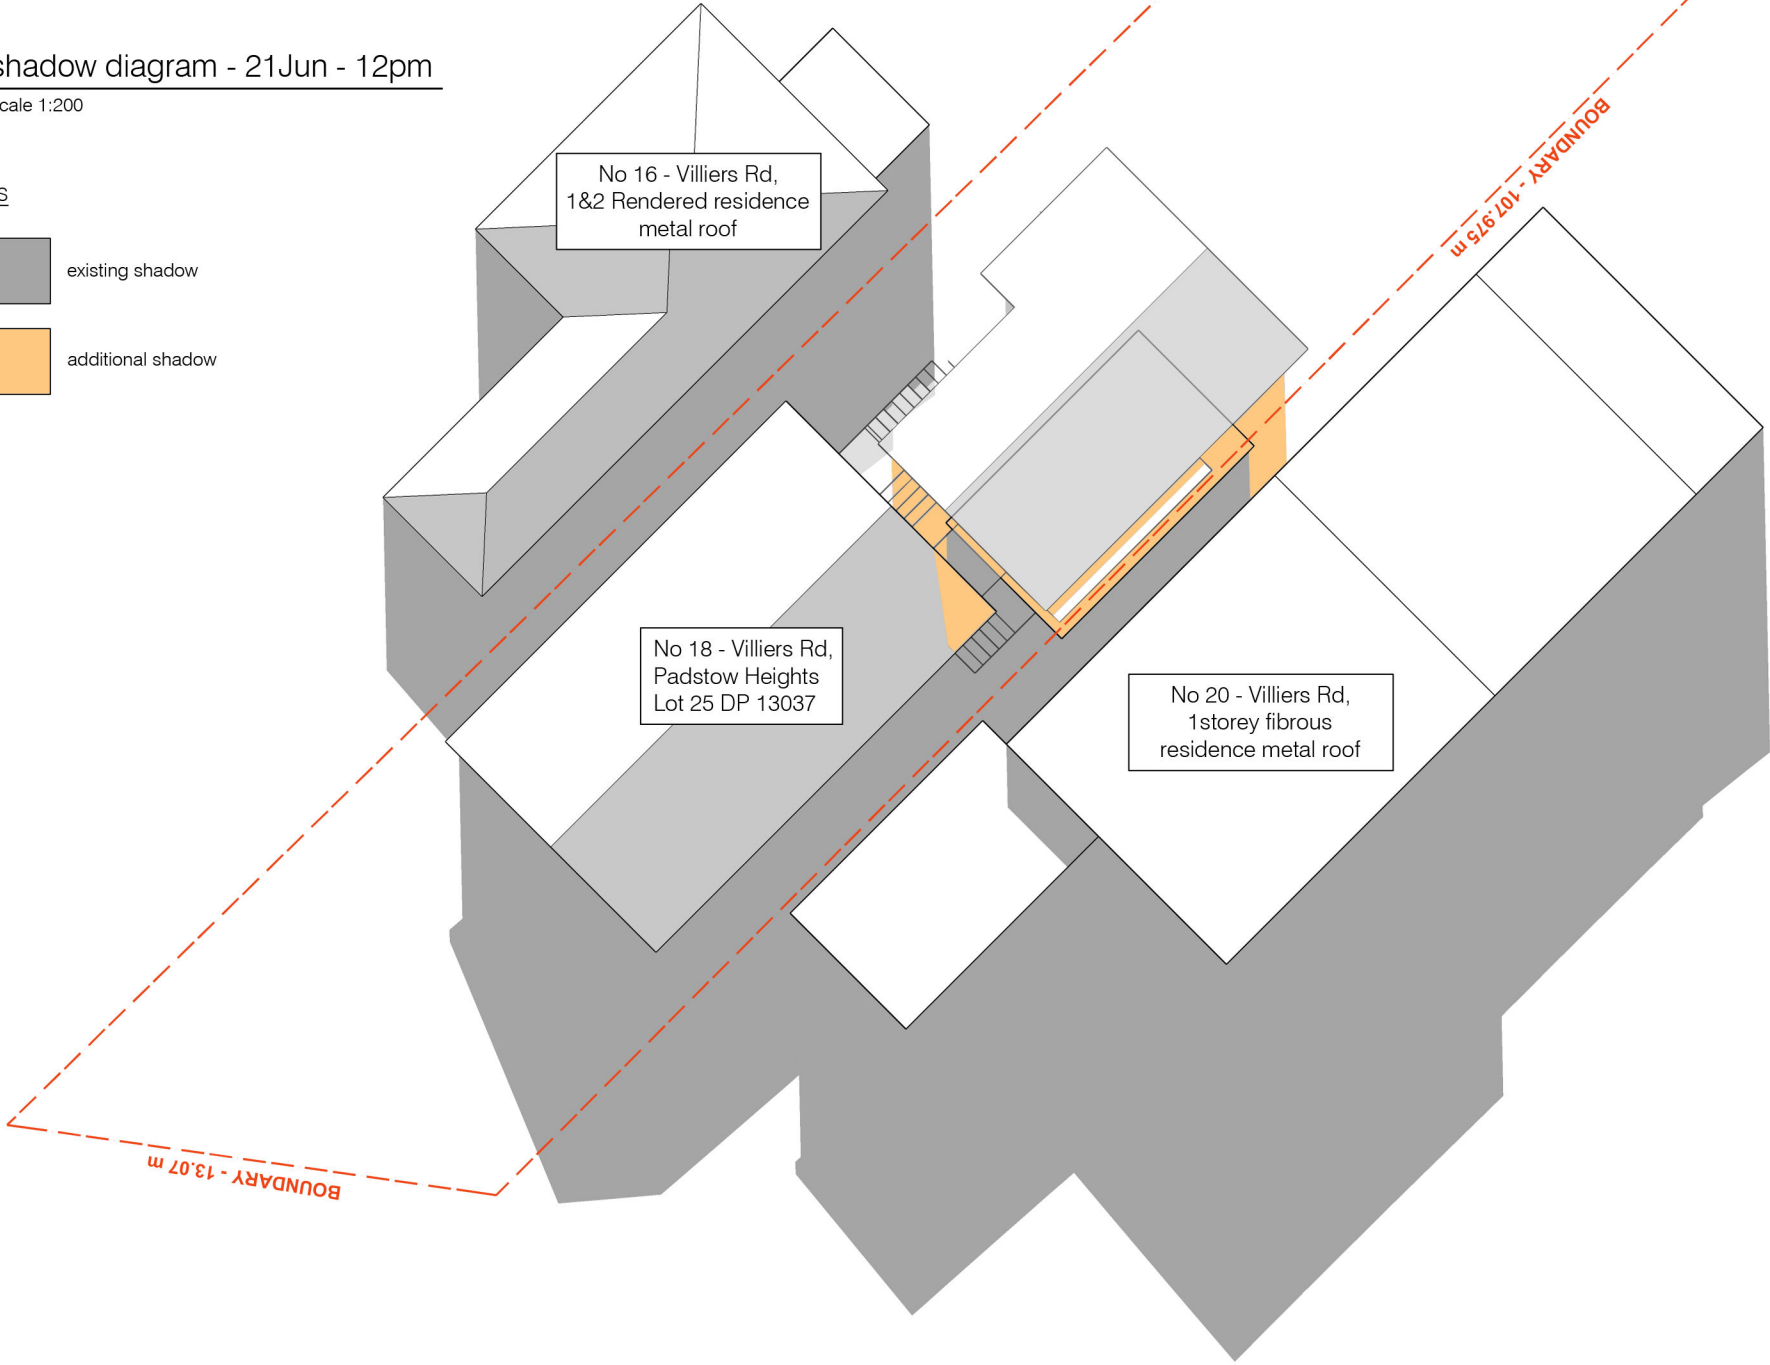 shadow diagram - 21Jun - 12pm
cale 1:200
s
existing shadow
additional shadow
No 16 - Villiers Rd,
1&2 Rendered residence
metal roof
BOUNDARY - 107.975 m
No 18 - Villiers Rd,
Padstow Heights
Lot 25 DP 13037
No 20 - Villiers Rd,
1storey fibrous
residence metal roof
BOUNDARY - 13.07 m